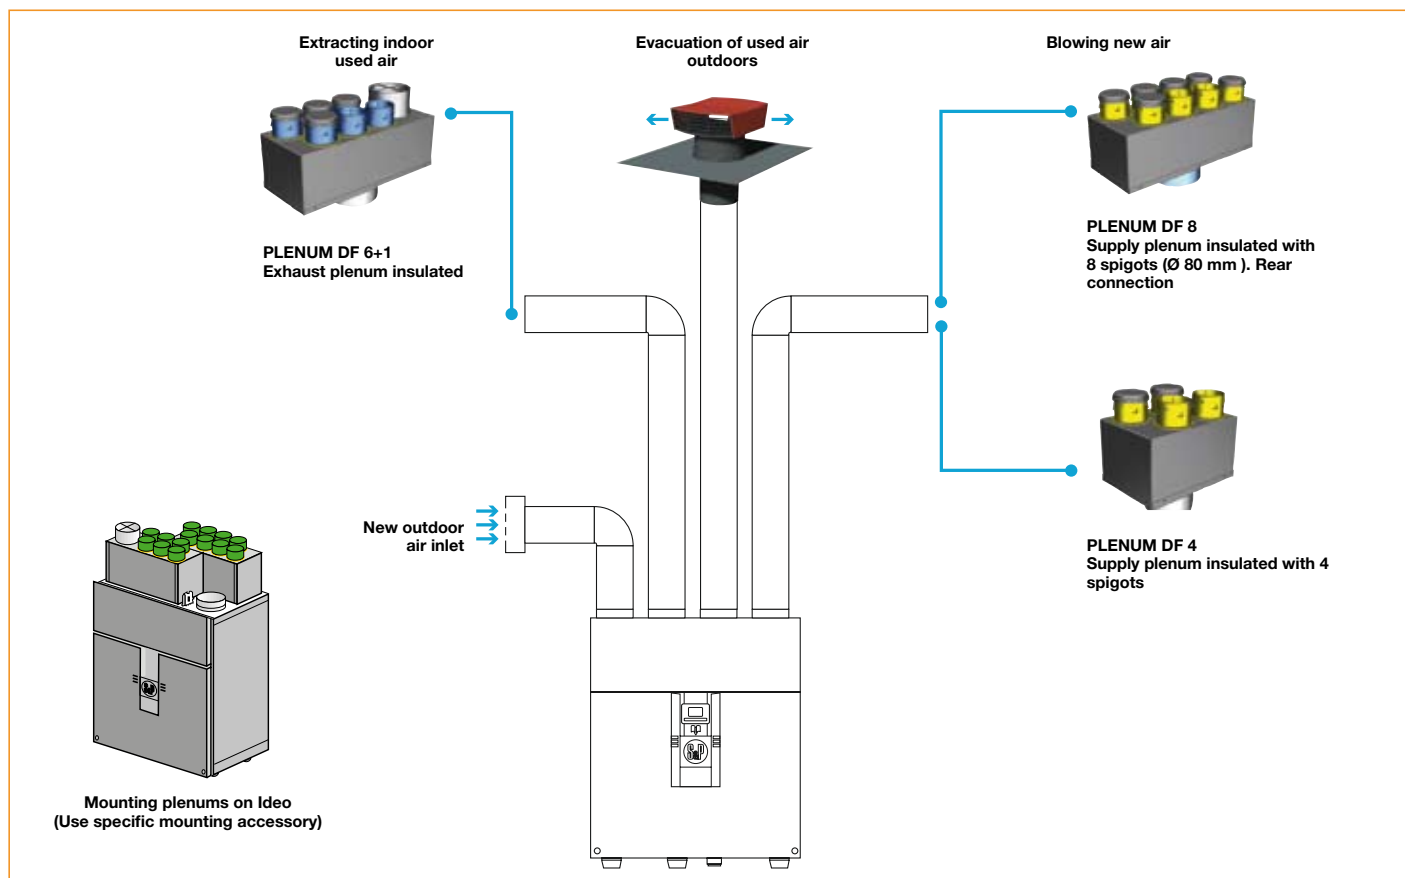 Extracting indoor
used air
Evacuation of used air
outdoors
Blowing new air
PLENUM DF 6+1
Exhaust plenum insulated
PLENUM DF 8
Supply plenum insulated with
8 spigots (Ø 80 mm ). Rear
connection
New outdoor
air inlet
PLENUM DF 4
Supply plenum insulated with 4
spigots
S&P
S&P
Mounting plenums on Ideo
(Use specific mounting accessory)